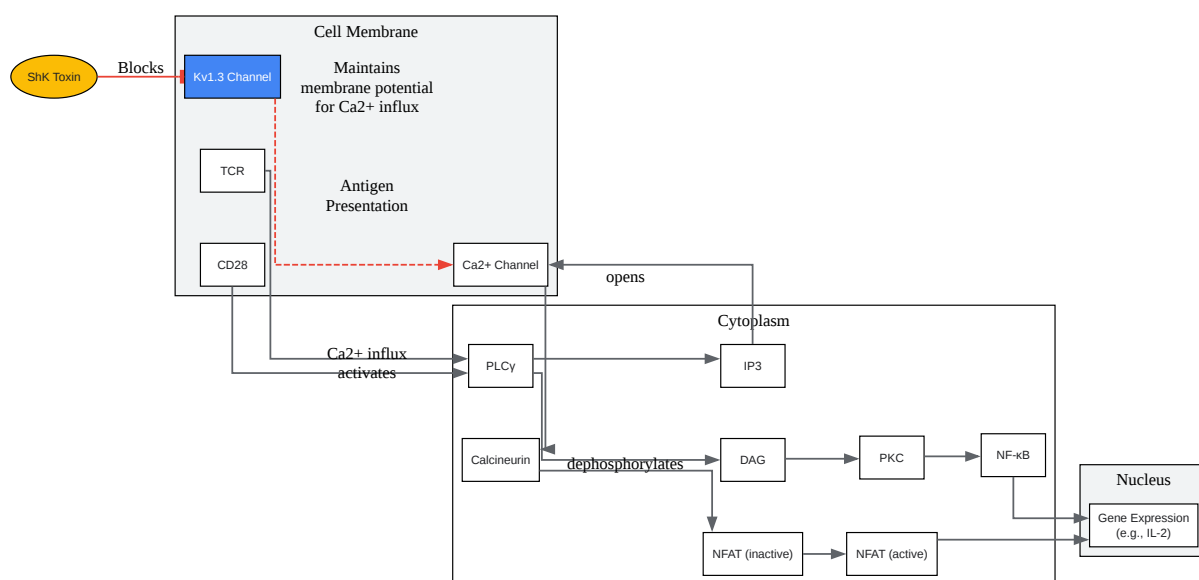 Cell Membrane
ShK Toxin
Blocks
Kv1.3 Channel
Maintains
membrane potential
for Ca2+ influx
TCR
Antigen
Presentation
CD28
Ca2+ Channel
opens
Cytoplasm
Ca2+ influx
activates
PLCγ
IP3
Calcineurin
dephosphorylates
DAG
PKC
NF-κB
Nucleus
Gene Expression
(e.g., IL-2)
NFAT (inactive)
NFAT (active)